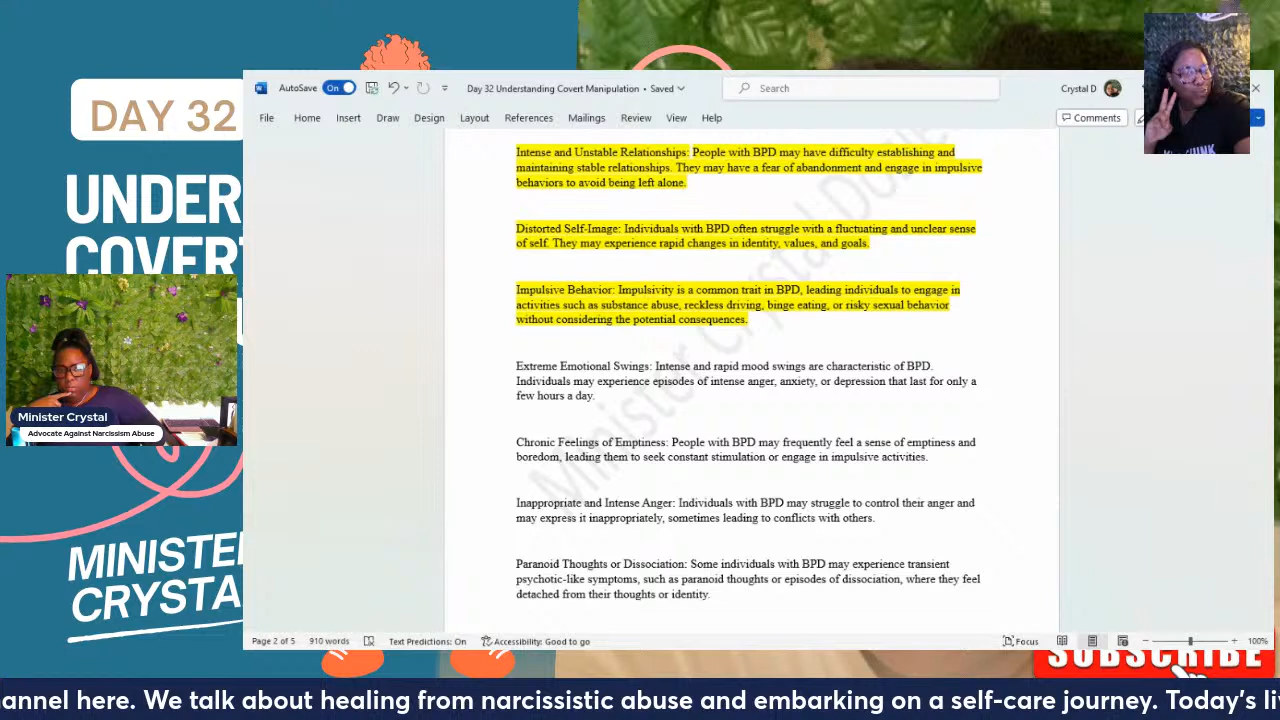 DAY 32
UNDER
COVERT
U
MINISTE
CRYSTA
Minister Crystal
Advocate Against Narcissism Abuse
AutoSave On
Day 32 Understanding Covert Manipulation • Saved
Search
Crystal D
File Home Insert Draw Design Layout References Mailings Review View Help
Comments
Intense and Unstable Relationships: People with BPD may have difficulty establishing and
maintaining stable relationships. They may have a fear of abandonment and engage in impulsive
behaviors to avoid being left alone.
Distorted Self-Image: Individuals with BPD often struggle with a fluctuating and unclear sense
of self. They may experience rapid changes in identity, values, and goals.
Impulsive Behavior: Impulsivity is a common trait in BPD, leading individuals to engage in
activities such as substance abuse, reckless driving, binge eating, or risky sexual behavior
without considering the potential consequences.
Extreme Emotional Swings: Intense and rapid mood swings are characteristic of BPD.
Individuals may experience episodes of intense anger, anxiety, or depression that last for only a
few hours a day.
Chronic Feelings of Emptiness: People with BPD may frequently feel a sense of emptiness and
boredom, leading them to seek constant stimulation or engage in impulsive activities.
Inappropriate and Intense Anger: Individuals with BPD may struggle to control their anger and
may express it inappropriately, sometimes leading to conflicts with others.
Paranoid Thoughts or Dissociation: Some individuals with BPD may experience transient
psychotic-like symptoms, such as paranoid thoughts or episodes of dissociation, where they feel
detached from their thoughts or identity.
Minister Crystal
Page 2 of 5 910 words Text Predictions: On Accessibility: Good to go Focus 100%
SUBSCRIBE
annel here. We talk about healing from narcissistic abuse and embarking on a self-care journey. Today's li